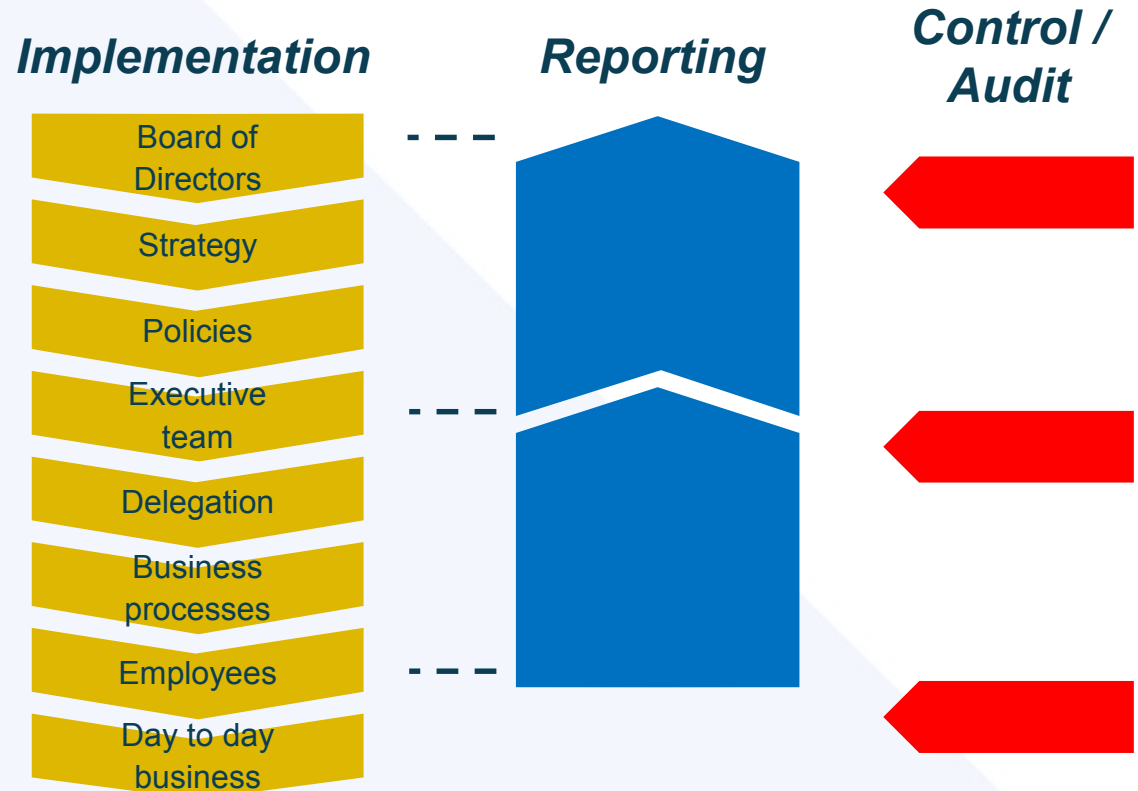 Implementation
Reporting
Control /
Audit
Board of
Directors
Strategy
Policies
Executive
team
Delegation
Business
processes
Employees
Day to day
business